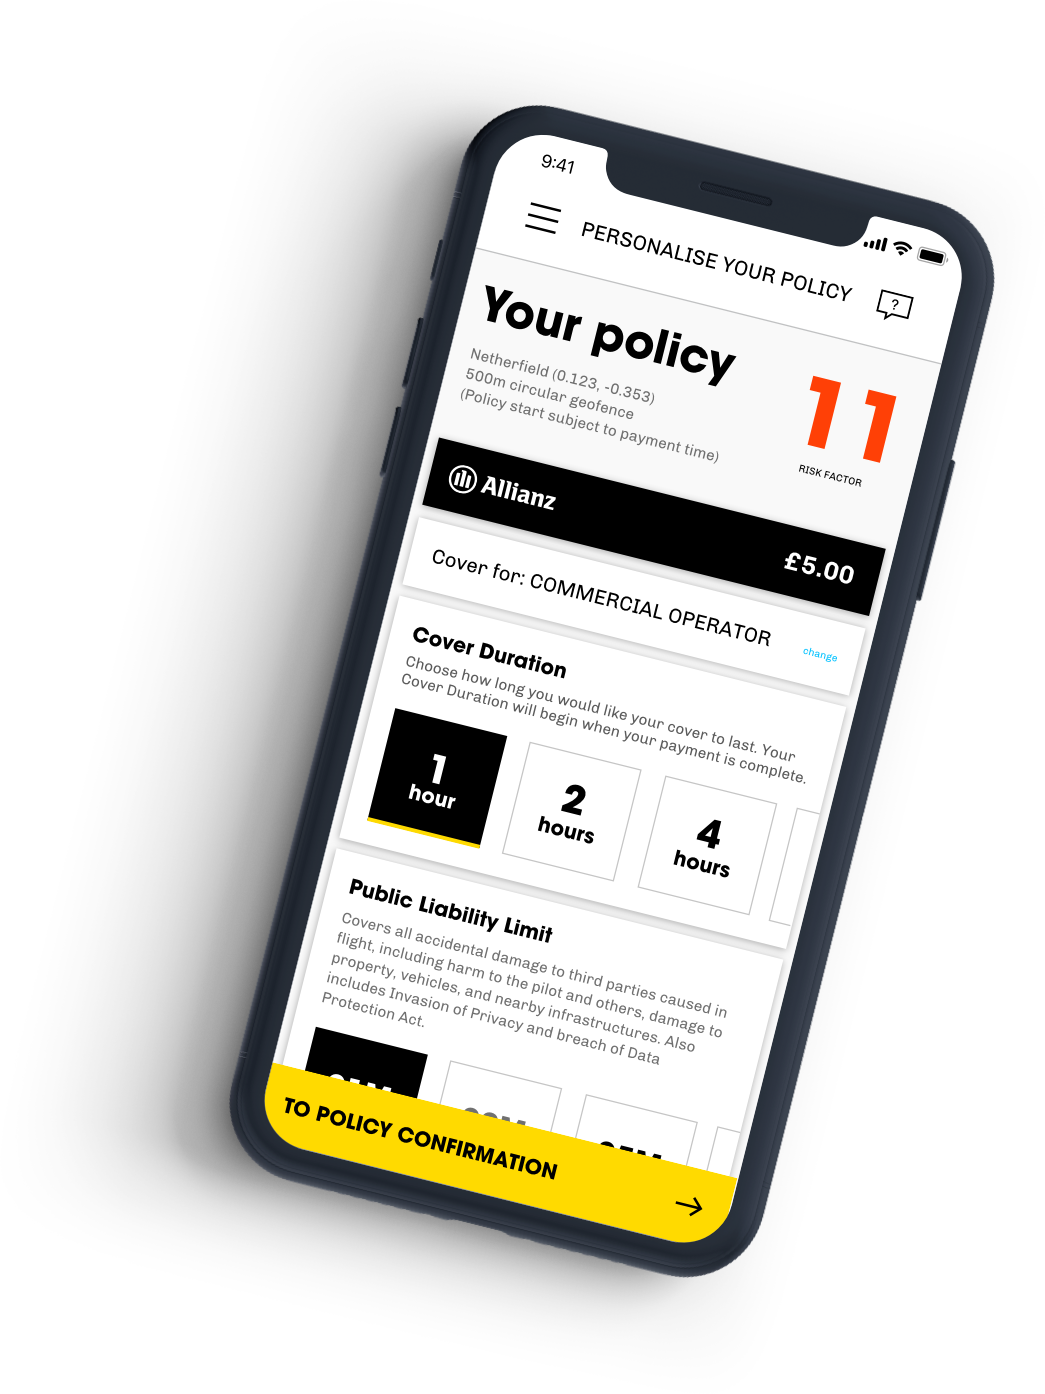 9:41
PERSONALISE YOUR POLICY
?
Your policy
Netherfield (0.123, -0.353)
500m circular geofence
(Policy start subject to payment time)
11
RISK FACTOR
Allianz
£5.00
Cover for: COMMERCIAL OPERATOR
change
Cover Duration
Choose how long you would like your cover to last. Your
Cover Duration will begin when your payment is complete.
1
hour
2
hours
4
hours
Public Liability Limit
Covers all accidental damage to third parties caused in
flight, including harm to the pilot and others, damage to
property, vehicles, and nearby infrastructures. Also
includes Invasion of Privacy and breach of Data
Protection Act.
TO POLICY CONFIRMATION